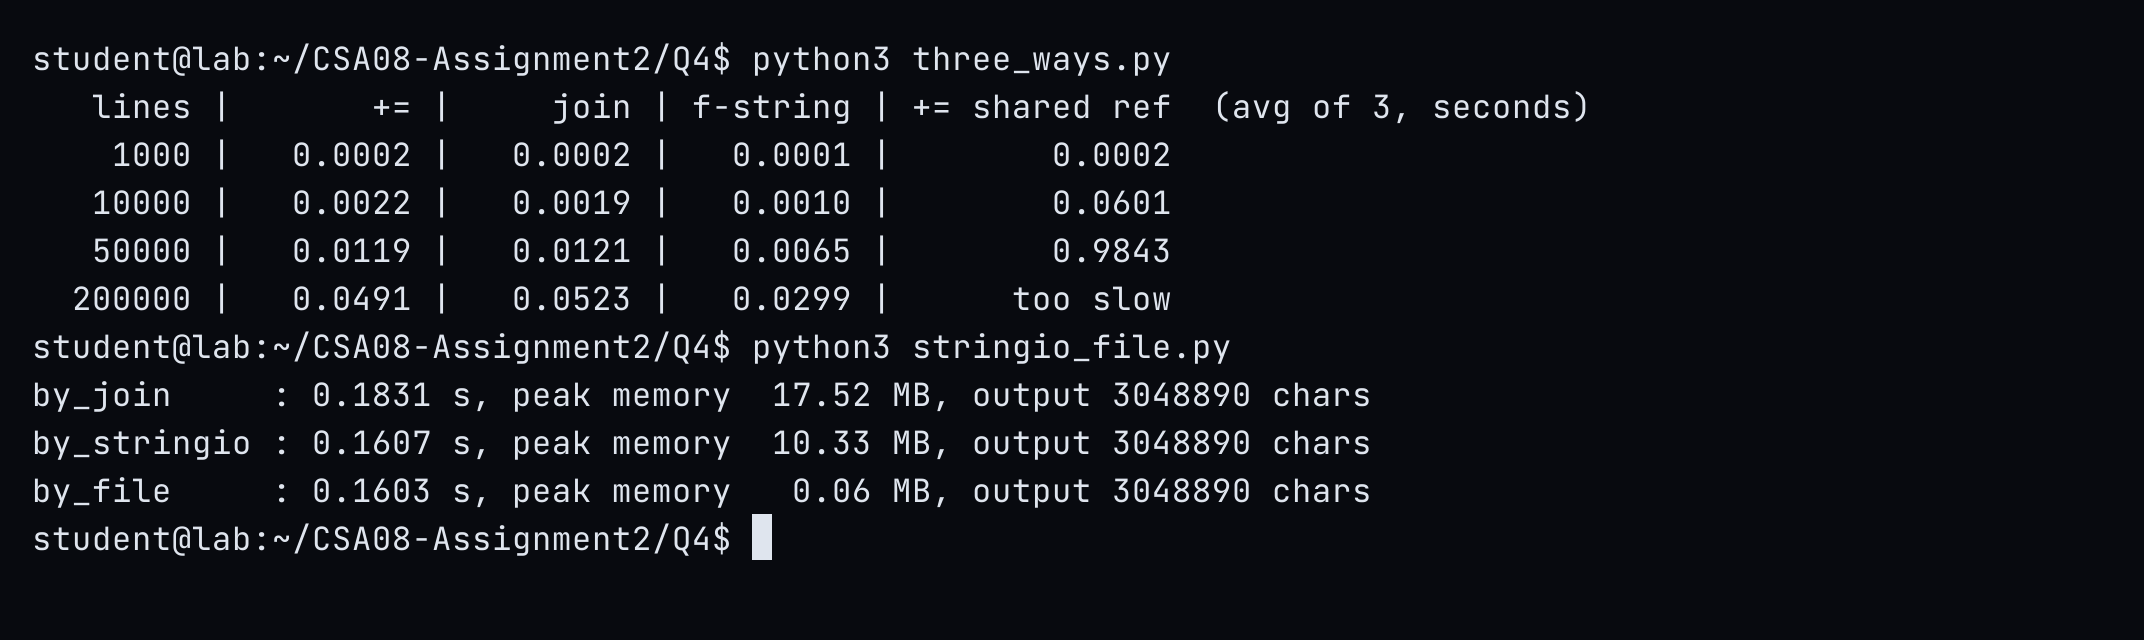 student@lab:~/CSA08-Assignment2/Q4$ python3 three_ways.py
   lines |       += |     join | f-string | += shared ref  (avg of 3, seconds)
    1000 |   0.0002 |   0.0002 |   0.0001 |        0.0002
   10000 |   0.0022 |   0.0019 |   0.0010 |        0.0601
   50000 |   0.0119 |   0.0121 |   0.0065 |        0.9843
  200000 |   0.0491 |   0.0523 |   0.0299 |      too slow
student@lab:~/CSA08-Assignment2/Q4$ python3 stringio_file.py
by_join     : 0.1831 s, peak memory  17.52 MB, output 3048890 chars
by_stringio : 0.1607 s, peak memory  10.33 MB, output 3048890 chars
by_file     : 0.1603 s, peak memory   0.06 MB, output 3048890 chars
student@lab:~/CSA08-Assignment2/Q4$